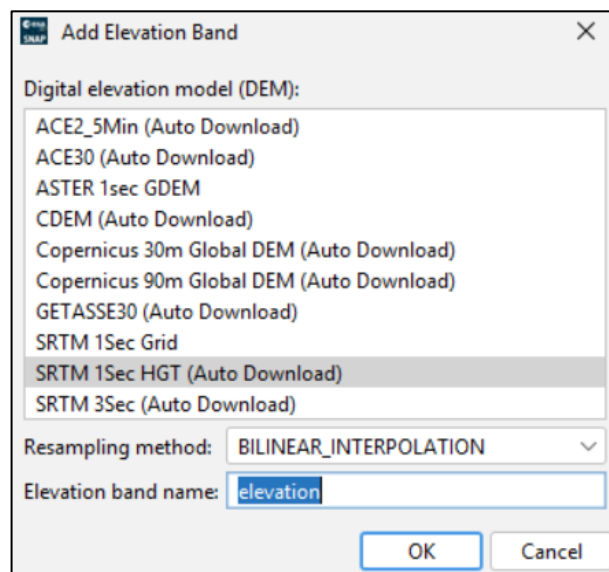 esa
SNAP
Add Elevation Band
Digital elevation model (DEM):
ACE2_5Min (Auto Download)
ACE30 (Auto Download)
ASTER 1sec GDEM
CDEM (Auto Download)
Copernicus 30m Global DEM (Auto Download)
Copernicus 90m Global DEM (Auto Download)
GETASSE30 (Auto Download)
SRTM 1Sec Grid
SRTM 1Sec HGT (Auto Download)
SRTM 3Sec (Auto Download)
Resampling method: BILINEAR_INTERPOLATION
Elevation band name: elevation
OK Cancel